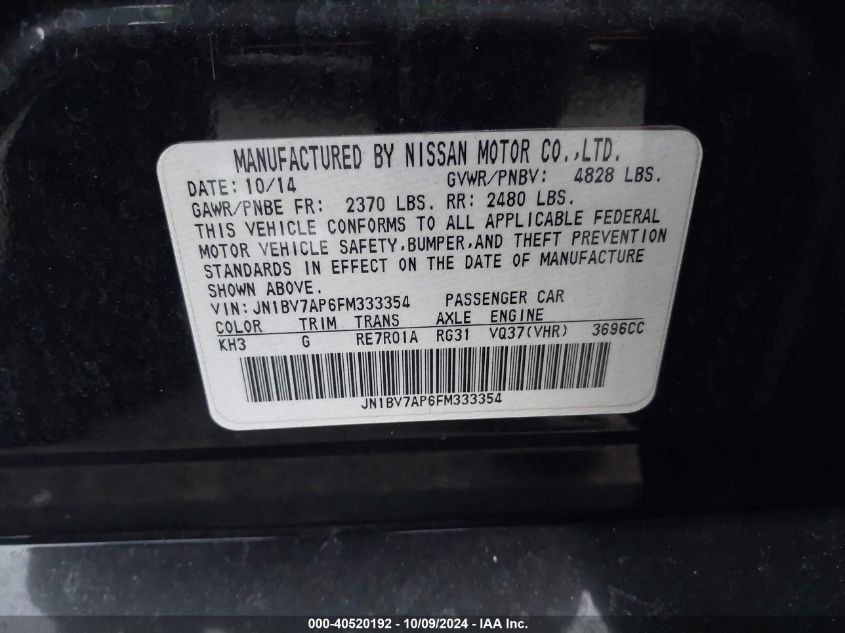 MANUFACTURED BY NISSAN MOTOR CO.,LTD.
DATE: 10/14 GVWR/PNBV: 4828 LBS.
GAWR/PNBE FR: 2370 LBS. RR: 2480 LBS.
THIS VEHICLE CONFORMS TO ALL APPLICABLE FEDERAL
MOTOR VEHICLE SAFETY,BUMPER,AND THEFT PREVENTION
STANDARDS IN EFFECT ON THE DATE OF MANUFACTURE
SHOWN ABOVE.
VIN: JN1BV7AP6FM333354 PASSENGER CAR
COLOR TRIM TRANS AXLE ENGINE
KH3 G RE7R01A RG31 VQ37(VHR) 3696CC
JN1BV7AP6FM333354
000-40520192 - 10/09/2024 - IAA Inc.